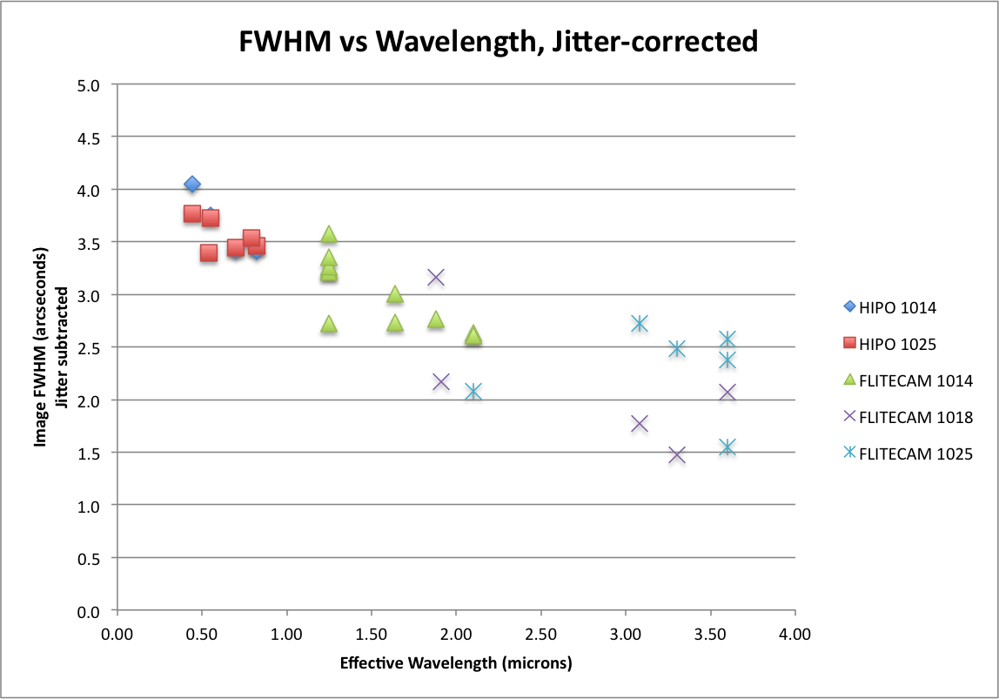 FWHM vs Wavelength, Jitter-corrected
5.0
4.5
4.0
3.5
3.0
2.5
2.0
1.5
1.0
0.5
0.0
Image FWHM (arcseconds)
Jitter subtracted
0.00 0.50 1.00 1.50 2.00 2.50 3.00 3.50 4.00
Effective Wavelength (microns)
HIPO 1014
HIPO 1025
FLITECAM 1014
FLITECAM 1018
FLITECAM 1025